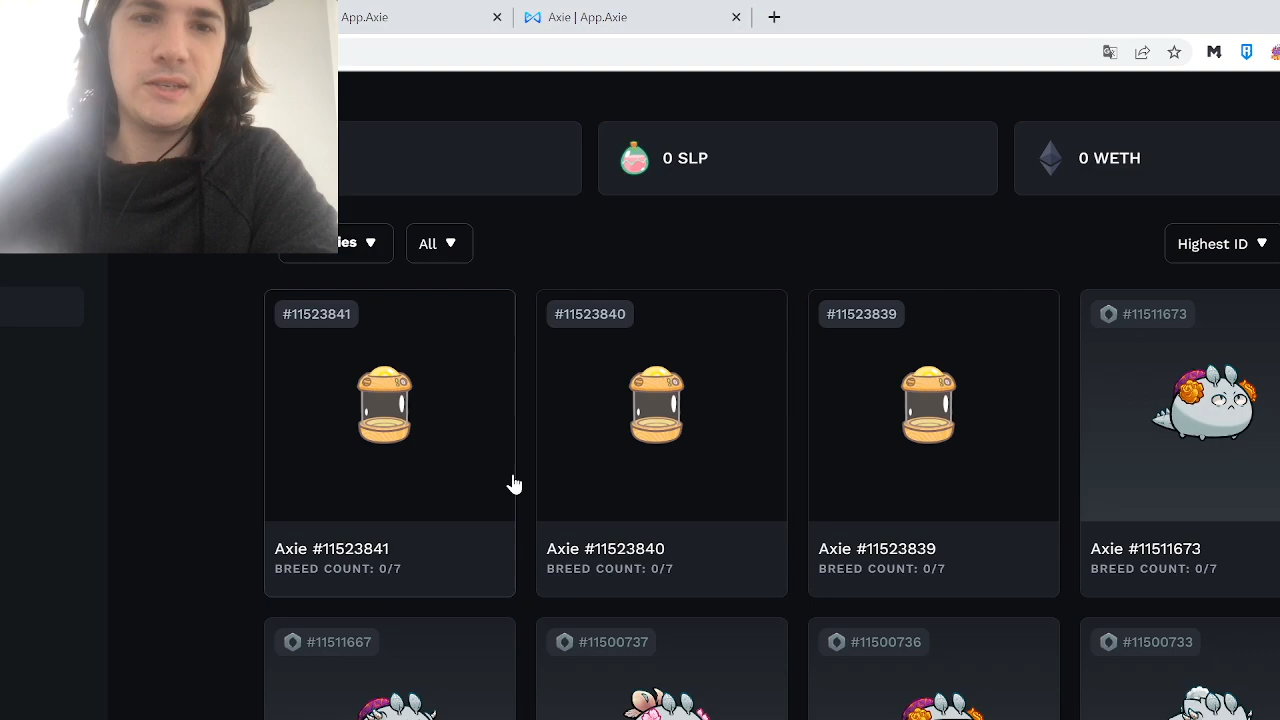 App.Axie
Axie | App.Axie
0 SLP
0 WETH
All
Highest ID
#11523841
#11523840
#11523839
#11511673
Axie #11523841
Axie #11523840
Axie #11523839
Axie #11511673
BREED COUNT: 0/7
BREED COUNT: 0/7
BREED COUNT: 0/7
BREED COUNT: 0/7
#11511667
#11500737
#11500736
#11500733